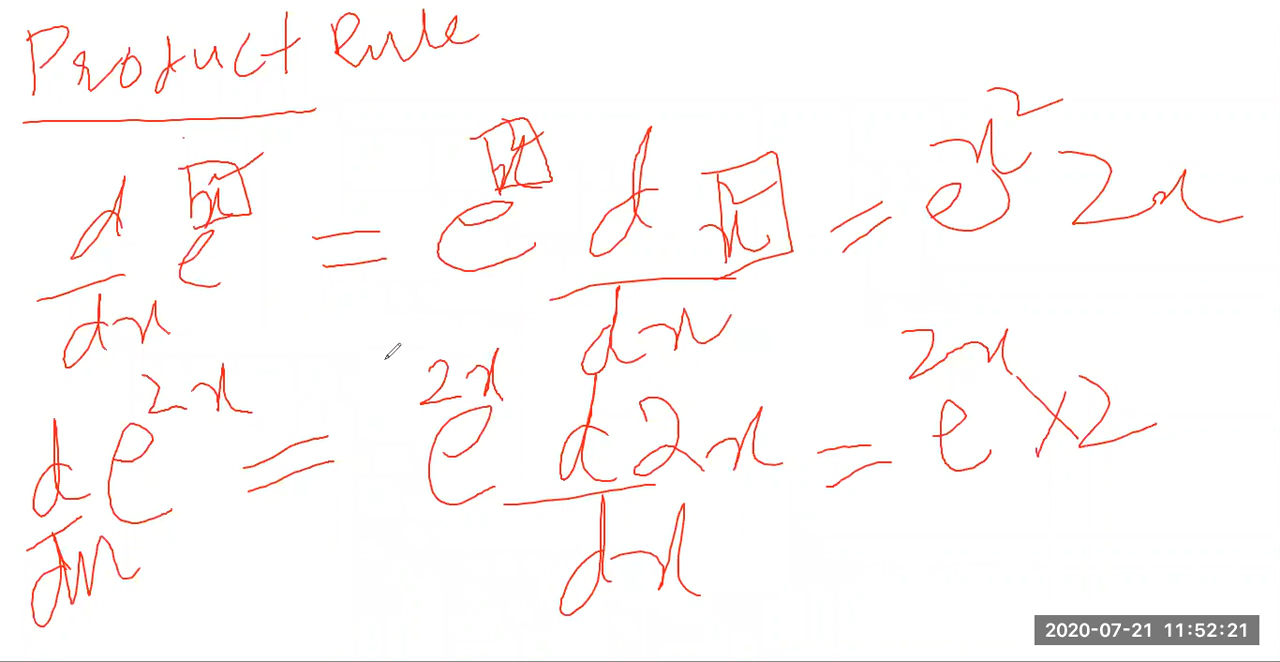 Product Rule
d/dx e^x² = e^x² d/dx x² = e^x² 2x
d/dx e^2x = e^2x d/dx 2x = e^2x × 2
2020-07-21 11:52:21